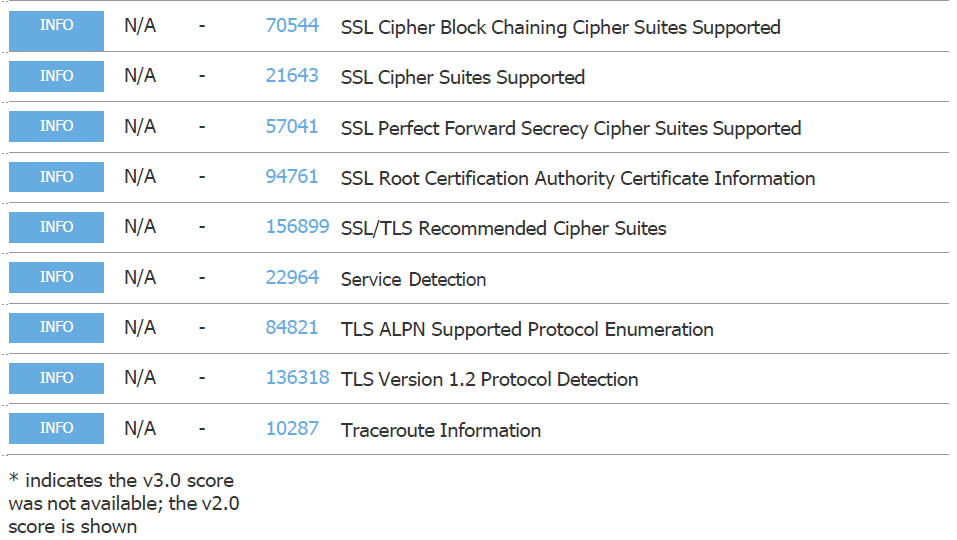 INFO N/A - 70544 SSL Cipher Block Chaining Cipher Suites Supported
INFO N/A - 21643 SSL Cipher Suites Supported
INFO N/A - 57041 SSL Perfect Forward Secrecy Cipher Suites Supported
INFO N/A - 94761 SSL Root Certification Authority Certificate Information
INFO N/A - 156899 SSL/TLS Recommended Cipher Suites
INFO N/A - 22964 Service Detection
INFO N/A - 84821 TLS ALPN Supported Protocol Enumeration
INFO N/A - 136318 TLS Version 1.2 Protocol Detection
INFO N/A - 10287 Traceroute Information
* indicates the v3.0 score
was not available; the v2.0
score is shown